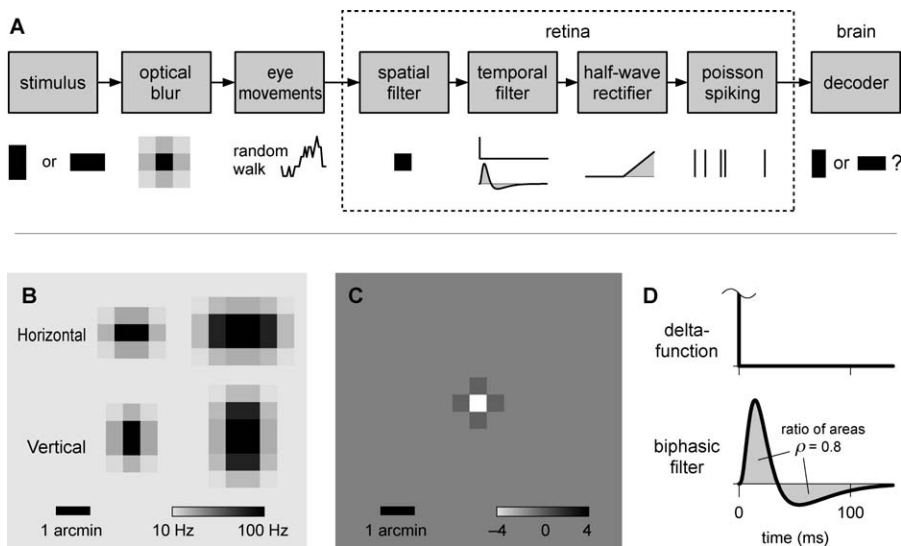 A
retina
brain
stimulus
optical
blur
eye
movements
spatial
filter
temporal
filter
half-wave
rectifier
poisson
spiking
decoder
or
random
walk
or ?
B
Horizontal
Vertical
1 arcmin
10 Hz 100 Hz
C
1 arcmin
−4 0 4
D
delta-
function
biphasic
filter
ratio of areas
ρ = 0.8
0 100
time (ms)